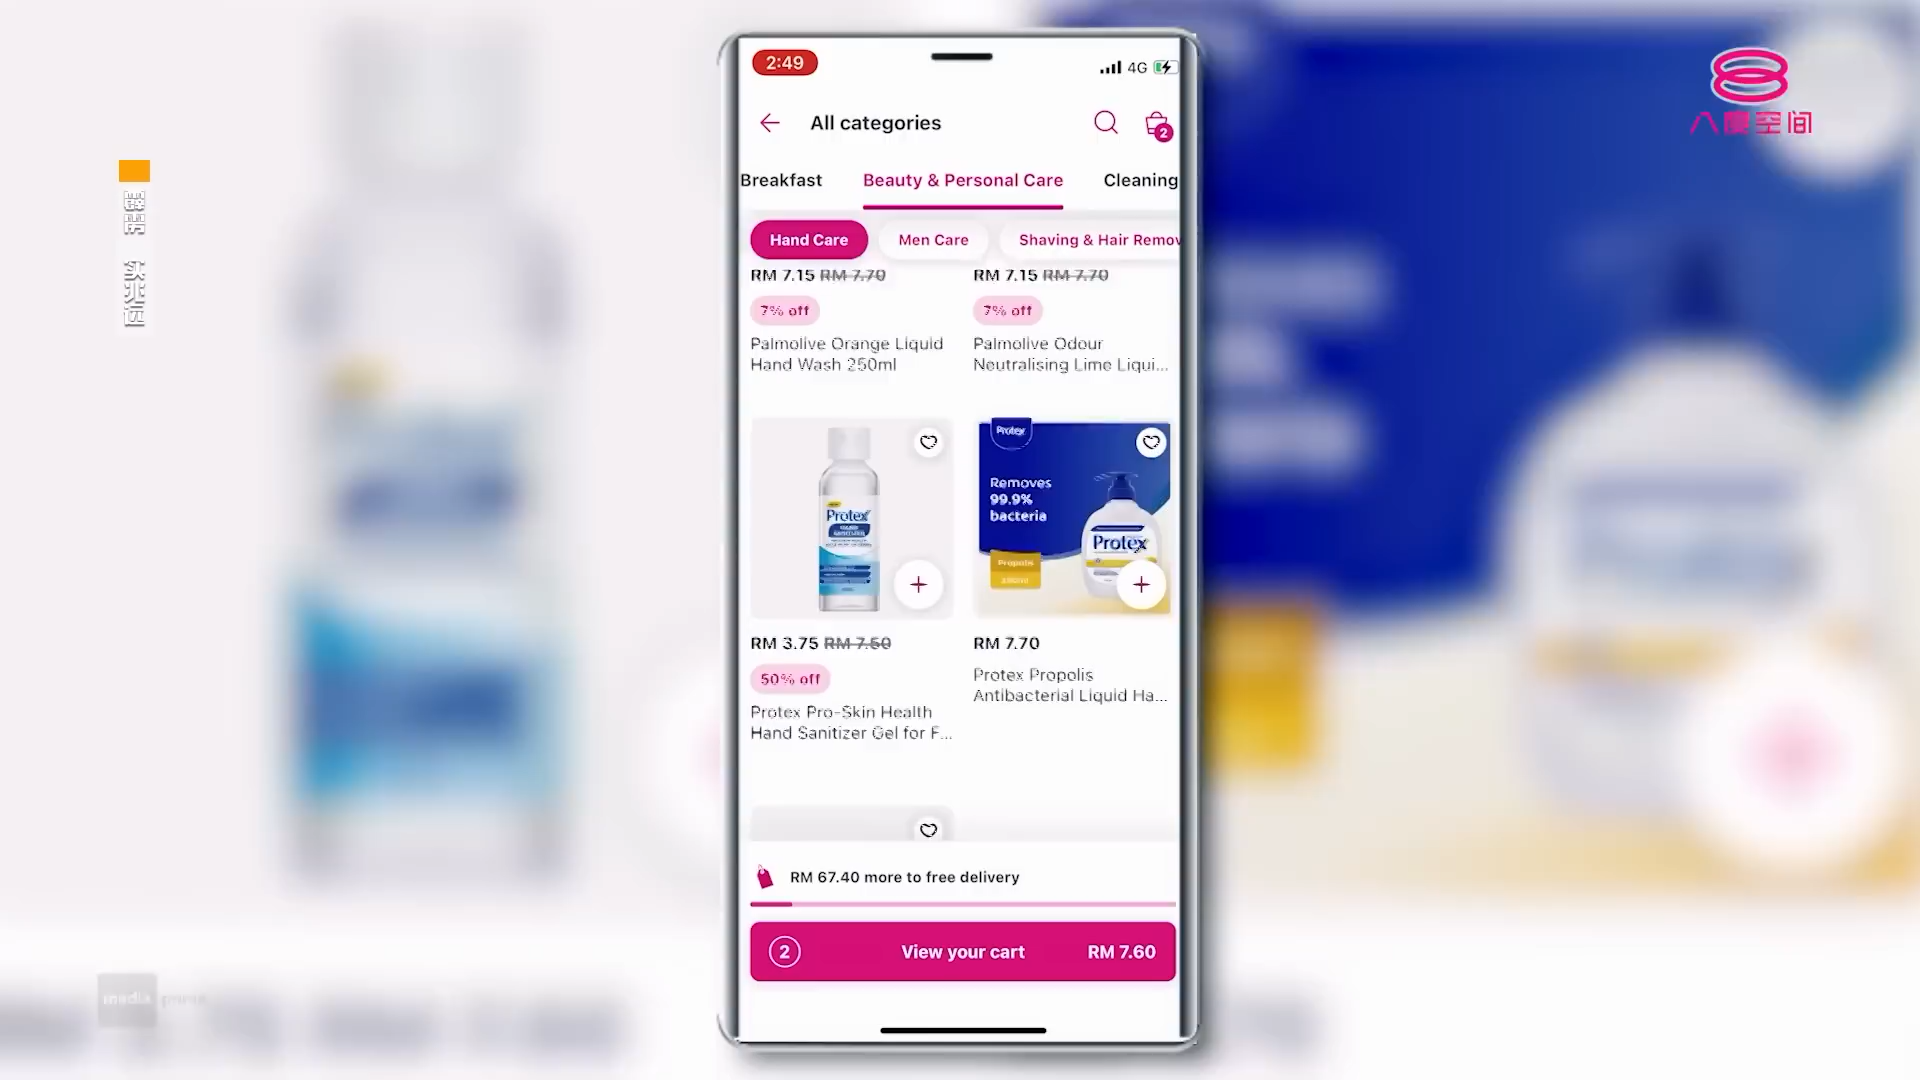 2:49
4G
八度空间
All categories
2
Breakfast
Beauty & Personal Care
Cleaning
Hand Care
Men Care
Shaving & Hair Remov
RM 7.15 RM 7.70
RM 7.15 RM 7.70
7% off
7% off
Palmolive Orange Liquid
Hand Wash 250ml
Palmolive Odour
Neutralising Lime Liqui...
Protex
Protex
Removes
99.9%
bacteria
Protex
Propolis
RM 3.75 RM 7.50
RM 7.70
50% off
Protex Propolis
Antibacterial Liquid Ha...
Protex Pro-Skin Health
Hand Sanitizer Gel for F...
RM 67.40 more to free delivery
2
View your cart
RM 7.60
media prima